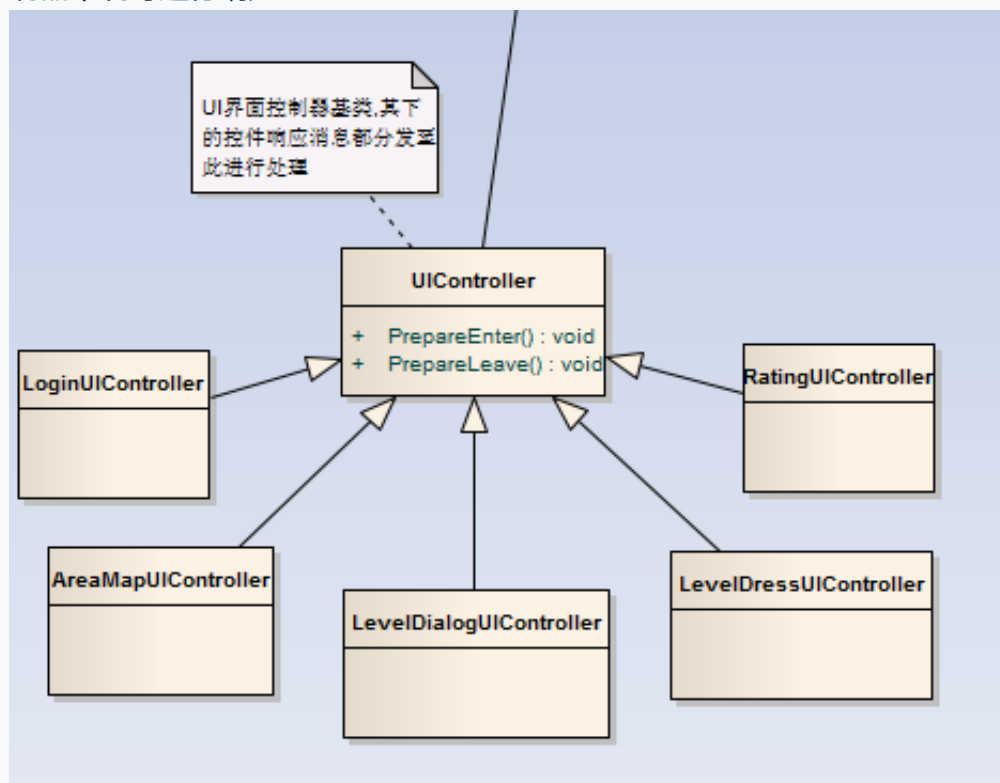 UI界面控制器基类,其下
的控件响应消息都分发至
此进行处理
UIController
+ PrepareEnter() : void
+ PrepareLeave() : void
LoginUIController
RatingUIController
AreaMapUIController
LevelDialogUIController
LevelDressUIController